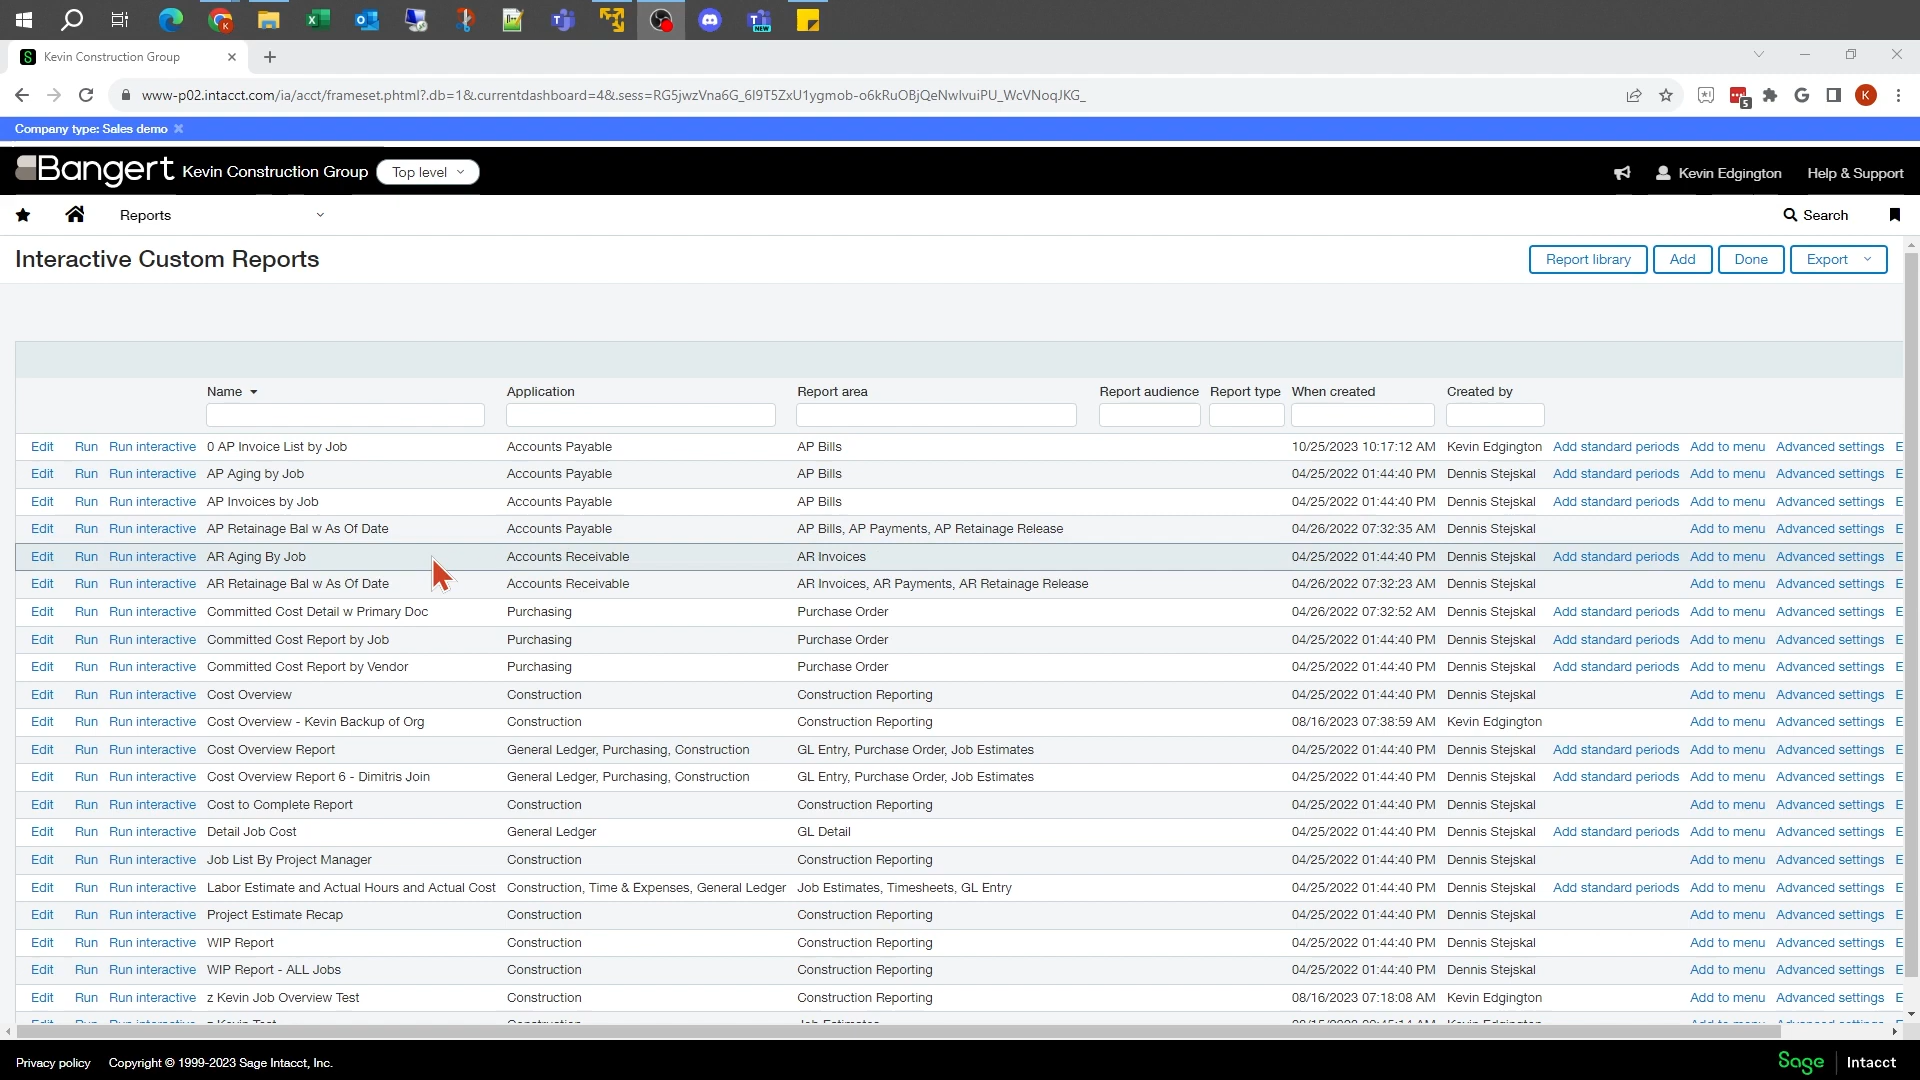 Kevin Construction Group
www-p02.intacct.com/ia/acct/frameset.phtml?.db=1&.currentdashboard=4&.sess=RG5jwzVna6G_6I9T5ZxU1ygmob-o6kRuOBjQeNwIvuiPU_WcVNoqJKG_
Company type: Sales demo
Bangert Kevin Construction Group Top level Kevin Edgington Help & Support
Reports Search
Interactive Custom Reports Report library Add Done Export
Name Application Report area Report audience Report type When created Created by
Edit Run Run interactive 0 AP Invoice List by Job Accounts Payable AP Bills 10/25/2023 10:17:12 AM Kevin Edgington Add standard periods Add to menu Advanced settings E
Edit Run Run interactive AP Aging by Job Accounts Payable AP Bills 04/25/2022 01:44:40 PM Dennis Stejskal Add standard periods Add to menu Advanced settings E
Edit Run Run interactive AP Invoices by Job Accounts Payable AP Bills 04/25/2022 01:44:40 PM Dennis Stejskal Add standard periods Add to menu Advanced settings E
Edit Run Run interactive AP Retainage Bal w As Of Date Accounts Payable AP Bills, AP Payments, AP Retainage Release 04/26/2022 07:32:35 AM Dennis Stejskal Add to menu Advanced settings E
Edit Run Run interactive AR Aging By Job Accounts Receivable AR Invoices 04/25/2022 01:44:40 PM Dennis Stejskal Add standard periods Add to menu Advanced settings E
Edit Run Run interactive AR Retainage Bal w As Of Date Accounts Receivable AR Invoices, AR Payments, AR Retainage Release 04/26/2022 07:32:23 AM Dennis Stejskal Add to menu Advanced settings E
Edit Run Run interactive Committed Cost Detail w Primary Doc Purchasing Purchase Order 04/26/2022 07:32:52 AM Dennis Stejskal Add standard periods Add to menu Advanced settings E
Edit Run Run interactive Committed Cost Report by Job Purchasing Purchase Order 04/25/2022 01:44:40 PM Dennis Stejskal Add standard periods Add to menu Advanced settings E
Edit Run Run interactive Committed Cost Report by Vendor Purchasing Purchase Order 04/25/2022 01:44:40 PM Dennis Stejskal Add standard periods Add to menu Advanced settings E
Edit Run Run interactive Cost Overview Construction Construction Reporting 04/25/2022 01:44:40 PM Dennis Stejskal Add to menu Advanced settings E
Edit Run Run interactive Cost Overview - Kevin Backup of Org Construction Construction Reporting 08/16/2023 07:38:59 AM Kevin Edgington Add to menu Advanced settings E
Edit Run Run interactive Cost Overview Report General Ledger, Purchasing, Construction GL Entry, Purchase Order, Job Estimates 04/25/2022 01:44:40 PM Dennis Stejskal Add standard periods Add to menu Advanced settings E
Edit Run Run interactive Cost Overview Report 6 - Dimitris Join General Ledger, Purchasing, Construction GL Entry, Purchase Order, Job Estimates 04/25/2022 01:44:40 PM Dennis Stejskal Add standard periods Add to menu Advanced settings E
Edit Run Run interactive Cost to Complete Report Construction Construction Reporting 04/25/2022 01:44:40 PM Dennis Stejskal Add to menu Advanced settings E
Edit Run Run interactive Detail Job Cost General Ledger GL Detail 04/25/2022 01:44:40 PM Dennis Stejskal Add standard periods Add to menu Advanced settings E
Edit Run Run interactive Job List By Project Manager Construction Construction Reporting 04/25/2022 01:44:40 PM Dennis Stejskal Add to menu Advanced settings E
Edit Run Run interactive Labor Estimate and Actual Hours and Actual Cost Construction, Time & Expenses, General Ledger Job Estimates, Timesheets, GL Entry 04/25/2022 01:44:40 PM Dennis Stejskal Add standard periods Add to menu Advanced settings E
Edit Run Run interactive Project Estimate Recap Construction Construction Reporting 04/25/2022 01:44:40 PM Dennis Stejskal Add to menu Advanced settings E
Edit Run Run interactive WIP Report Construction Construction Reporting 04/25/2022 01:44:40 PM Dennis Stejskal Add to menu Advanced settings E
Edit Run Run interactive WIP Report - ALL Jobs Construction Construction Reporting 04/25/2022 01:44:40 PM Dennis Stejskal Add to menu Advanced settings E
Edit Run Run interactive z Kevin Job Overview Test Construction Construction Reporting 08/16/2023 07:18:08 AM Kevin Edgington Add to menu Advanced settings E
Privacy policy Copyright © 1999-2023 Sage Intacct, Inc. Sage Intacct